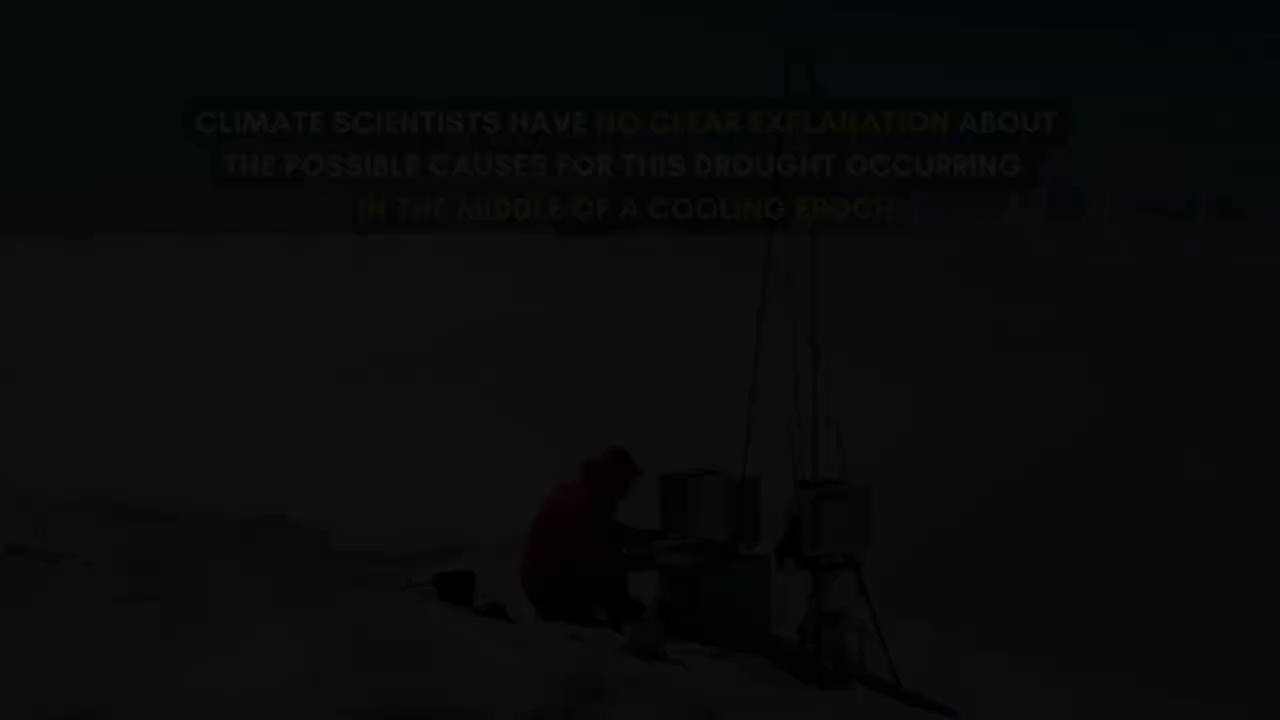 CLIMATE SCIENTISTS HAVE NO CLEAR EXPLANATION ABOUT
THE POSSIBLE CAUSES FOR THIS DROUGHT OCCURRING
IN THE MIDDLE OF A COOLING EPOCH